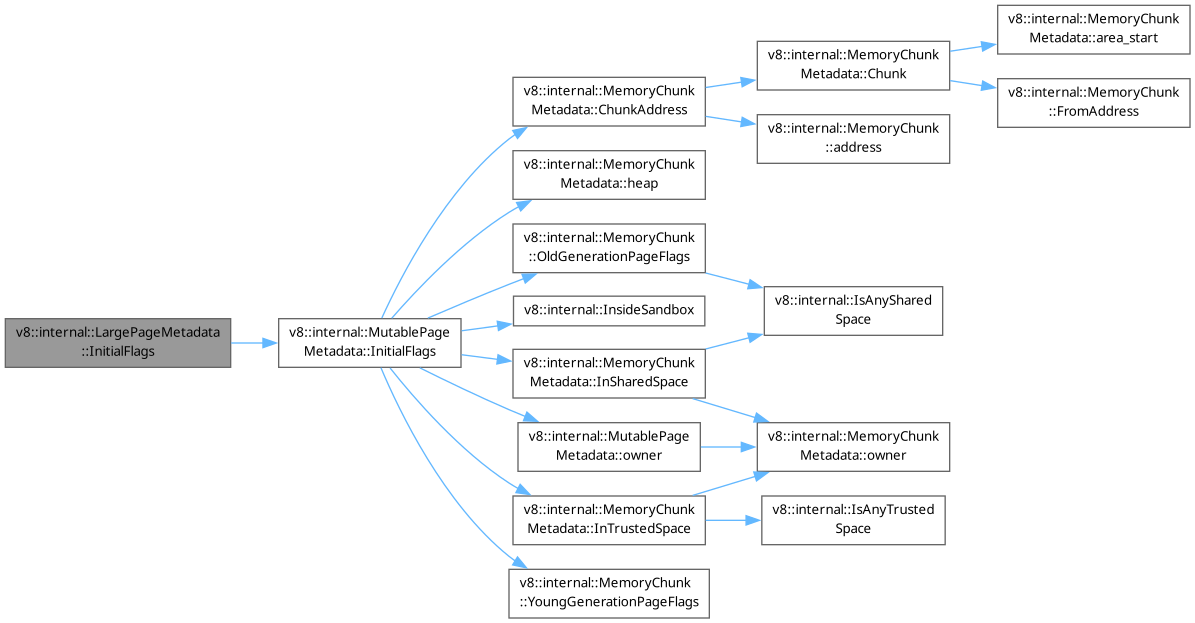 v8::internal::LargePageMetadata
::InitialFlags
v8::internal::MutablePage
Metadata::InitialFlags
v8::internal::MemoryChunk
Metadata::ChunkAddress
v8::internal::MemoryChunk
Metadata::heap
v8::internal::MemoryChunk
::OldGenerationPageFlags
v8::internal::InsideSandbox
v8::internal::MemoryChunk
Metadata::InSharedSpace
v8::internal::MutablePage
Metadata::owner
v8::internal::MemoryChunk
Metadata::InTrustedSpace
v8::internal::MemoryChunk
::YoungGenerationPageFlags
v8::internal::MemoryChunk
Metadata::Chunk
v8::internal::MemoryChunk
::address
v8::internal::IsAnyShared
Space
v8::internal::MemoryChunk
Metadata::owner
v8::internal::IsAnyTrusted
Space
v8::internal::MemoryChunk
Metadata::area_start
v8::internal::MemoryChunk
::FromAddress